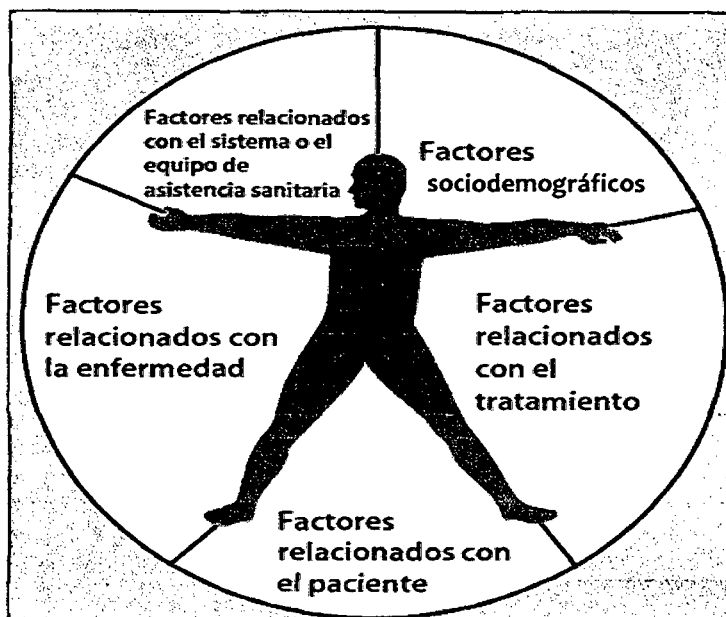 Factores relacionados
con el sistema o el
equipo de
asistencia sanitaria
Factores
sociodemográficos
Factores
relacionados con
la enfermedad
Factores
relacionados
con el
tratamiento
Factores
relacionados con
el paciente